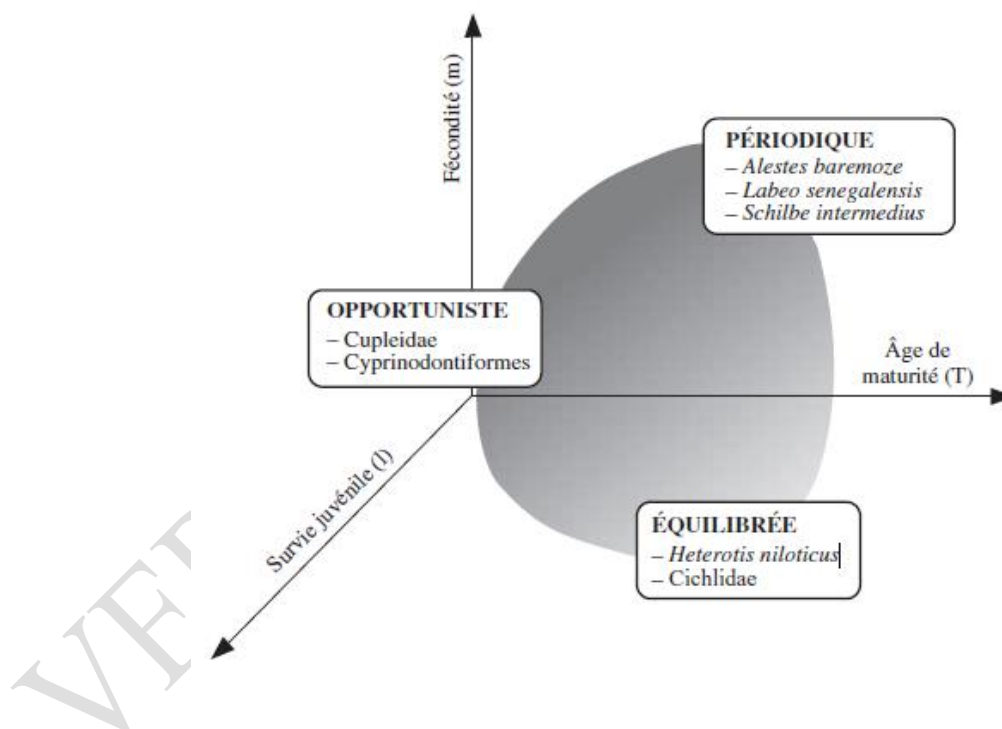 Fécondité (m)
PÉRIODIQUE
– Alestes baremoze
– Labeo senegalensis
– Schilbe intermedius
OPPORTUNISTE
– Cupleidae
– Cyprinodontiformes
Âge de
maturité (T)
Survie juvénile (l)
ÉQUILIBRÉE
– Heterotis niloticus
– Cichlidae